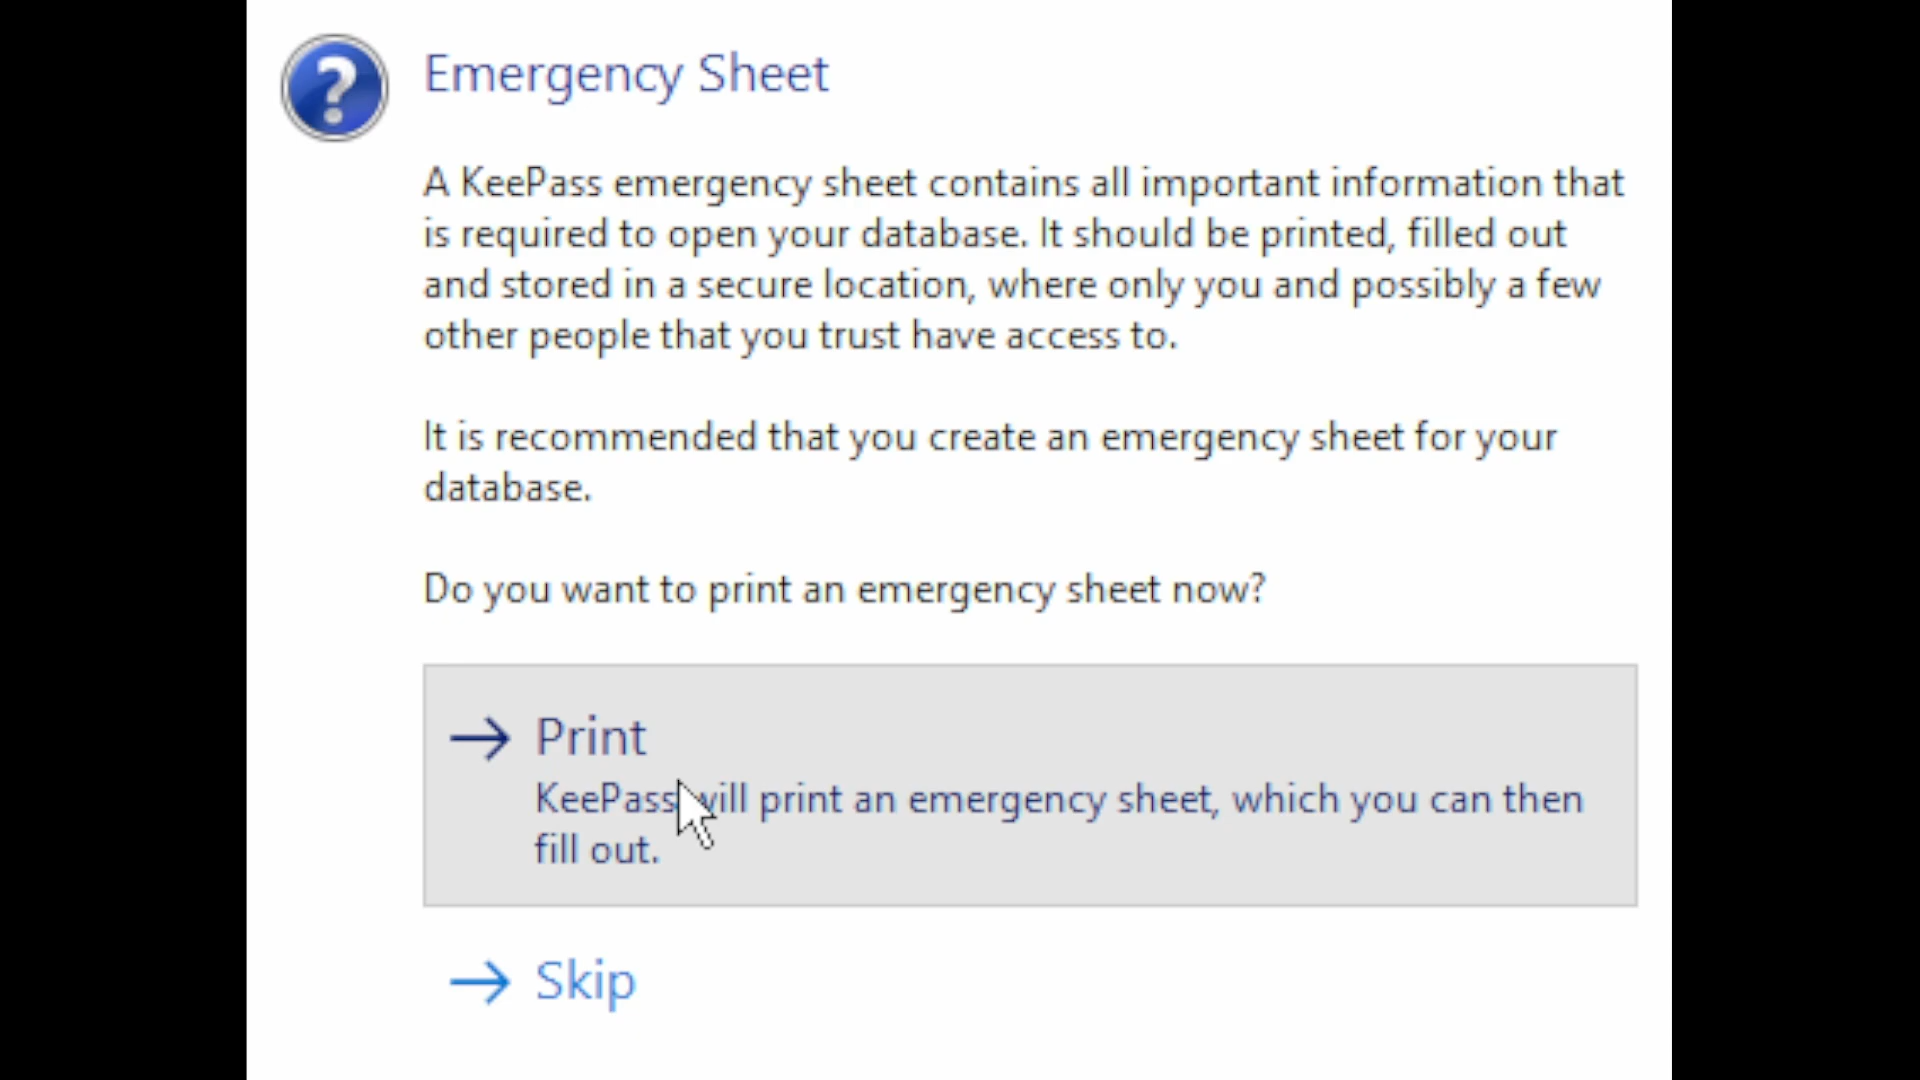 Emergency Sheet
A KeePass emergency sheet contains all important information that
is required to open your database. It should be printed, filled out
and stored in a secure location, where only you and possibly a few
other people that you trust have access to.
It is recommended that you create an emergency sheet for your
database.
Do you want to print an emergency sheet now?
Print
KeePass will print an emergency sheet, which you can then
fill out.
Skip